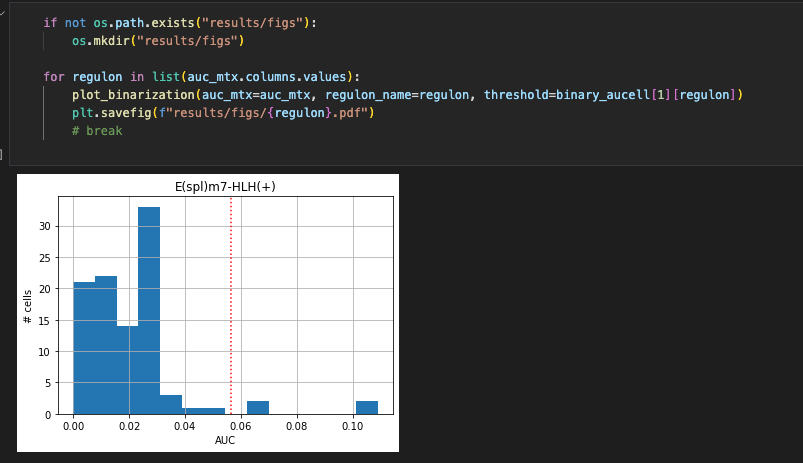 if not os.path.exists("results/figs"):
    os.mkdir("results/figs")
for regulon in list(auc_mtx.columns.values):
    plot_binarization(auc_mtx=auc_mtx, regulon_name=regulon, threshold=binary_aucell[1][regulon])
    plt.savefig(f"results/figs/{regulon}.pdf")
    # break
]
E(spl)m7-HLH(+)
30
25
20
15
10
5
0
# cells
0.00 0.02 0.04 0.06 0.08 0.10
AUC